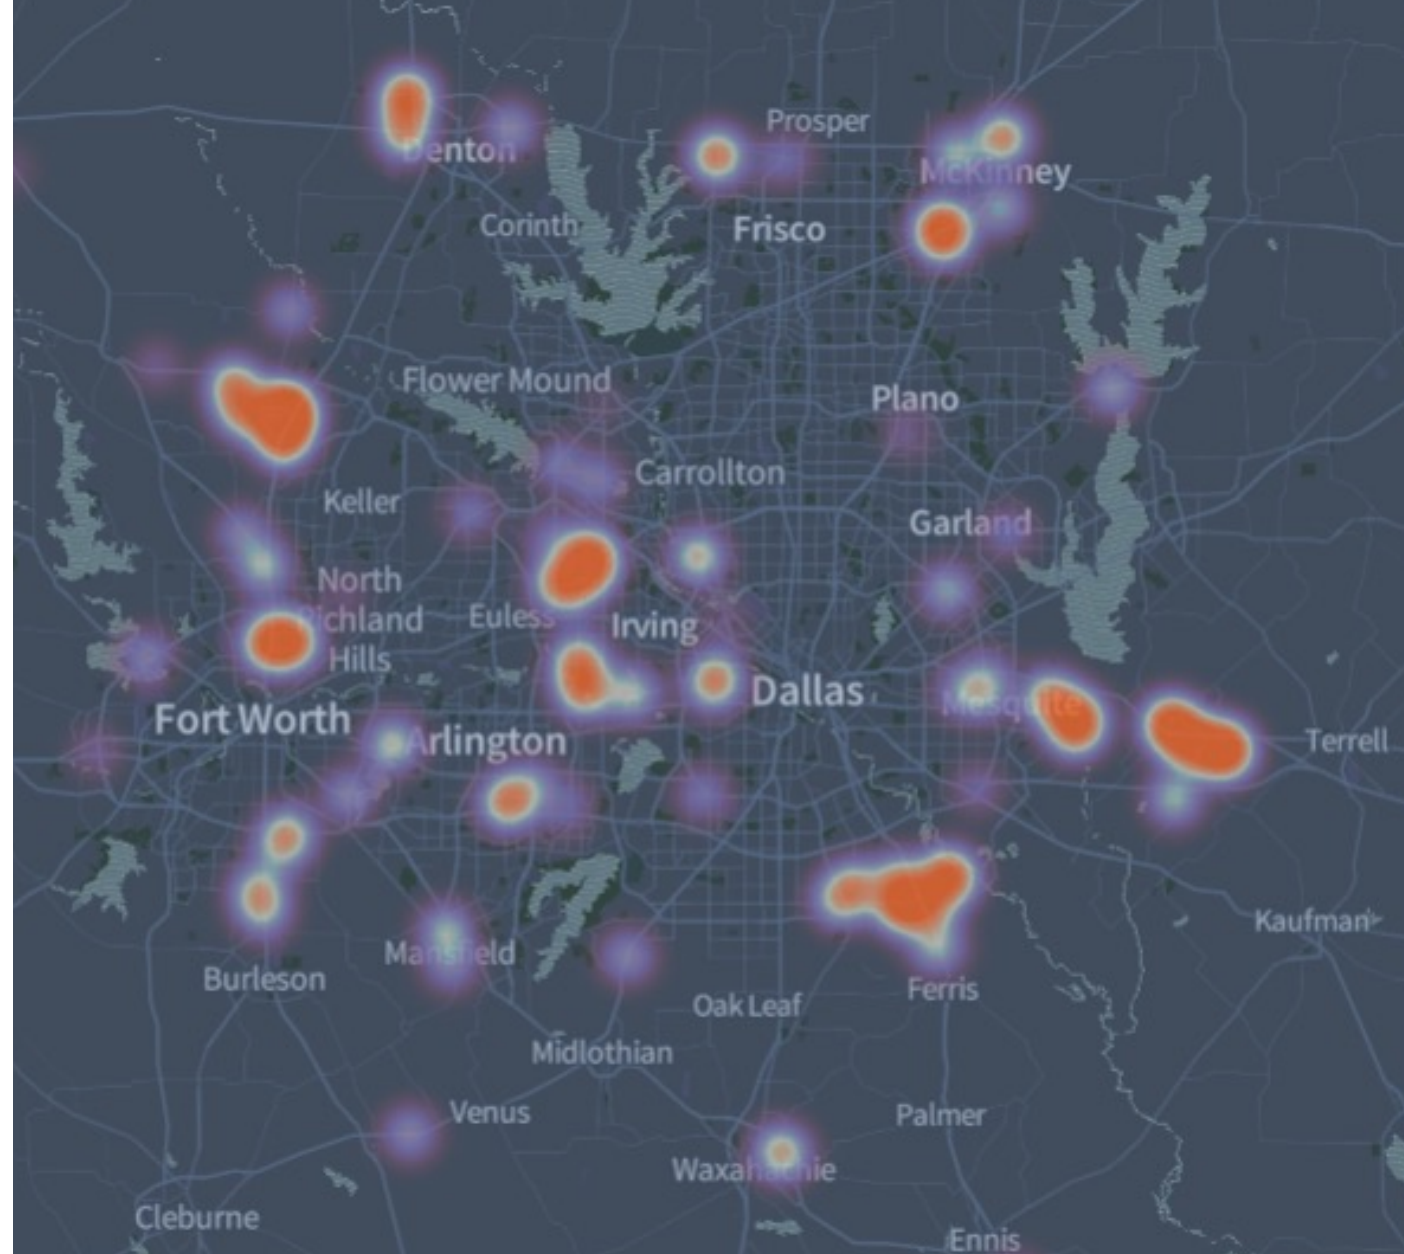 Prosper
Denton
McKinney
Corinth
Frisco
Flower Mound
Plano
Carrollton
Keller
Garland
North
Richland
Hills
Euless
Irving
Dallas
Mesquite
Fort Worth
Arlington
Terrell
Kaufman
Mansfield
Burleson
Ferris
Oak Leaf
Midlothian
Venus
Palmer
Waxahachie
Cleburne
Ennis